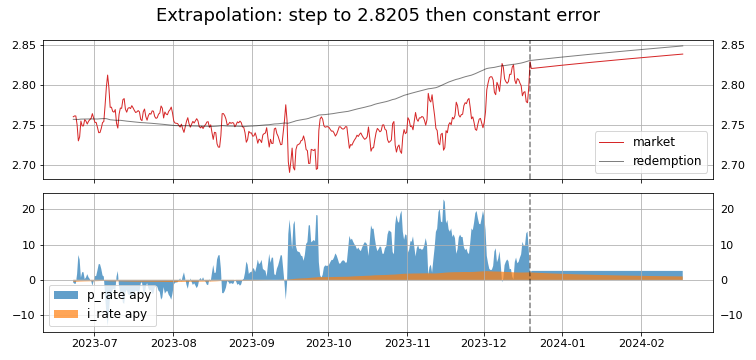 Extrapolation: step to 2.8205 then constant error
2.85 2.85
2.80 2.80
2.75 2.75
2.70 2.70
market
redemption
20 20
10 10
0 0
−10 −10
p_rate apy
i_rate apy
2023-07 2023-08 2023-09 2023-10 2023-11 2023-12 2024-01 2024-02